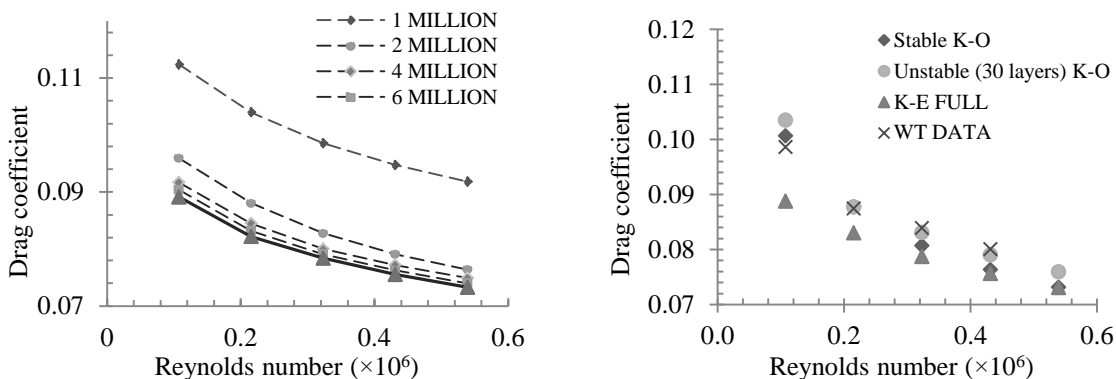 1 MILLION
2 MILLION
4 MILLION
6 MILLION
0.11
0.09
0.07
Drag coefficient
0
0.2
0.4
0.6
Reynolds number (×10⁶)
Stable K-O
Unstable (30 layers) K-O
K-E FULL
WT DATA
0.12
0.11
0.10
0.09
0.08
0.07
Drag coefficient
0.0
0.2
0.4
0.6
Reynolds number (×10⁶)